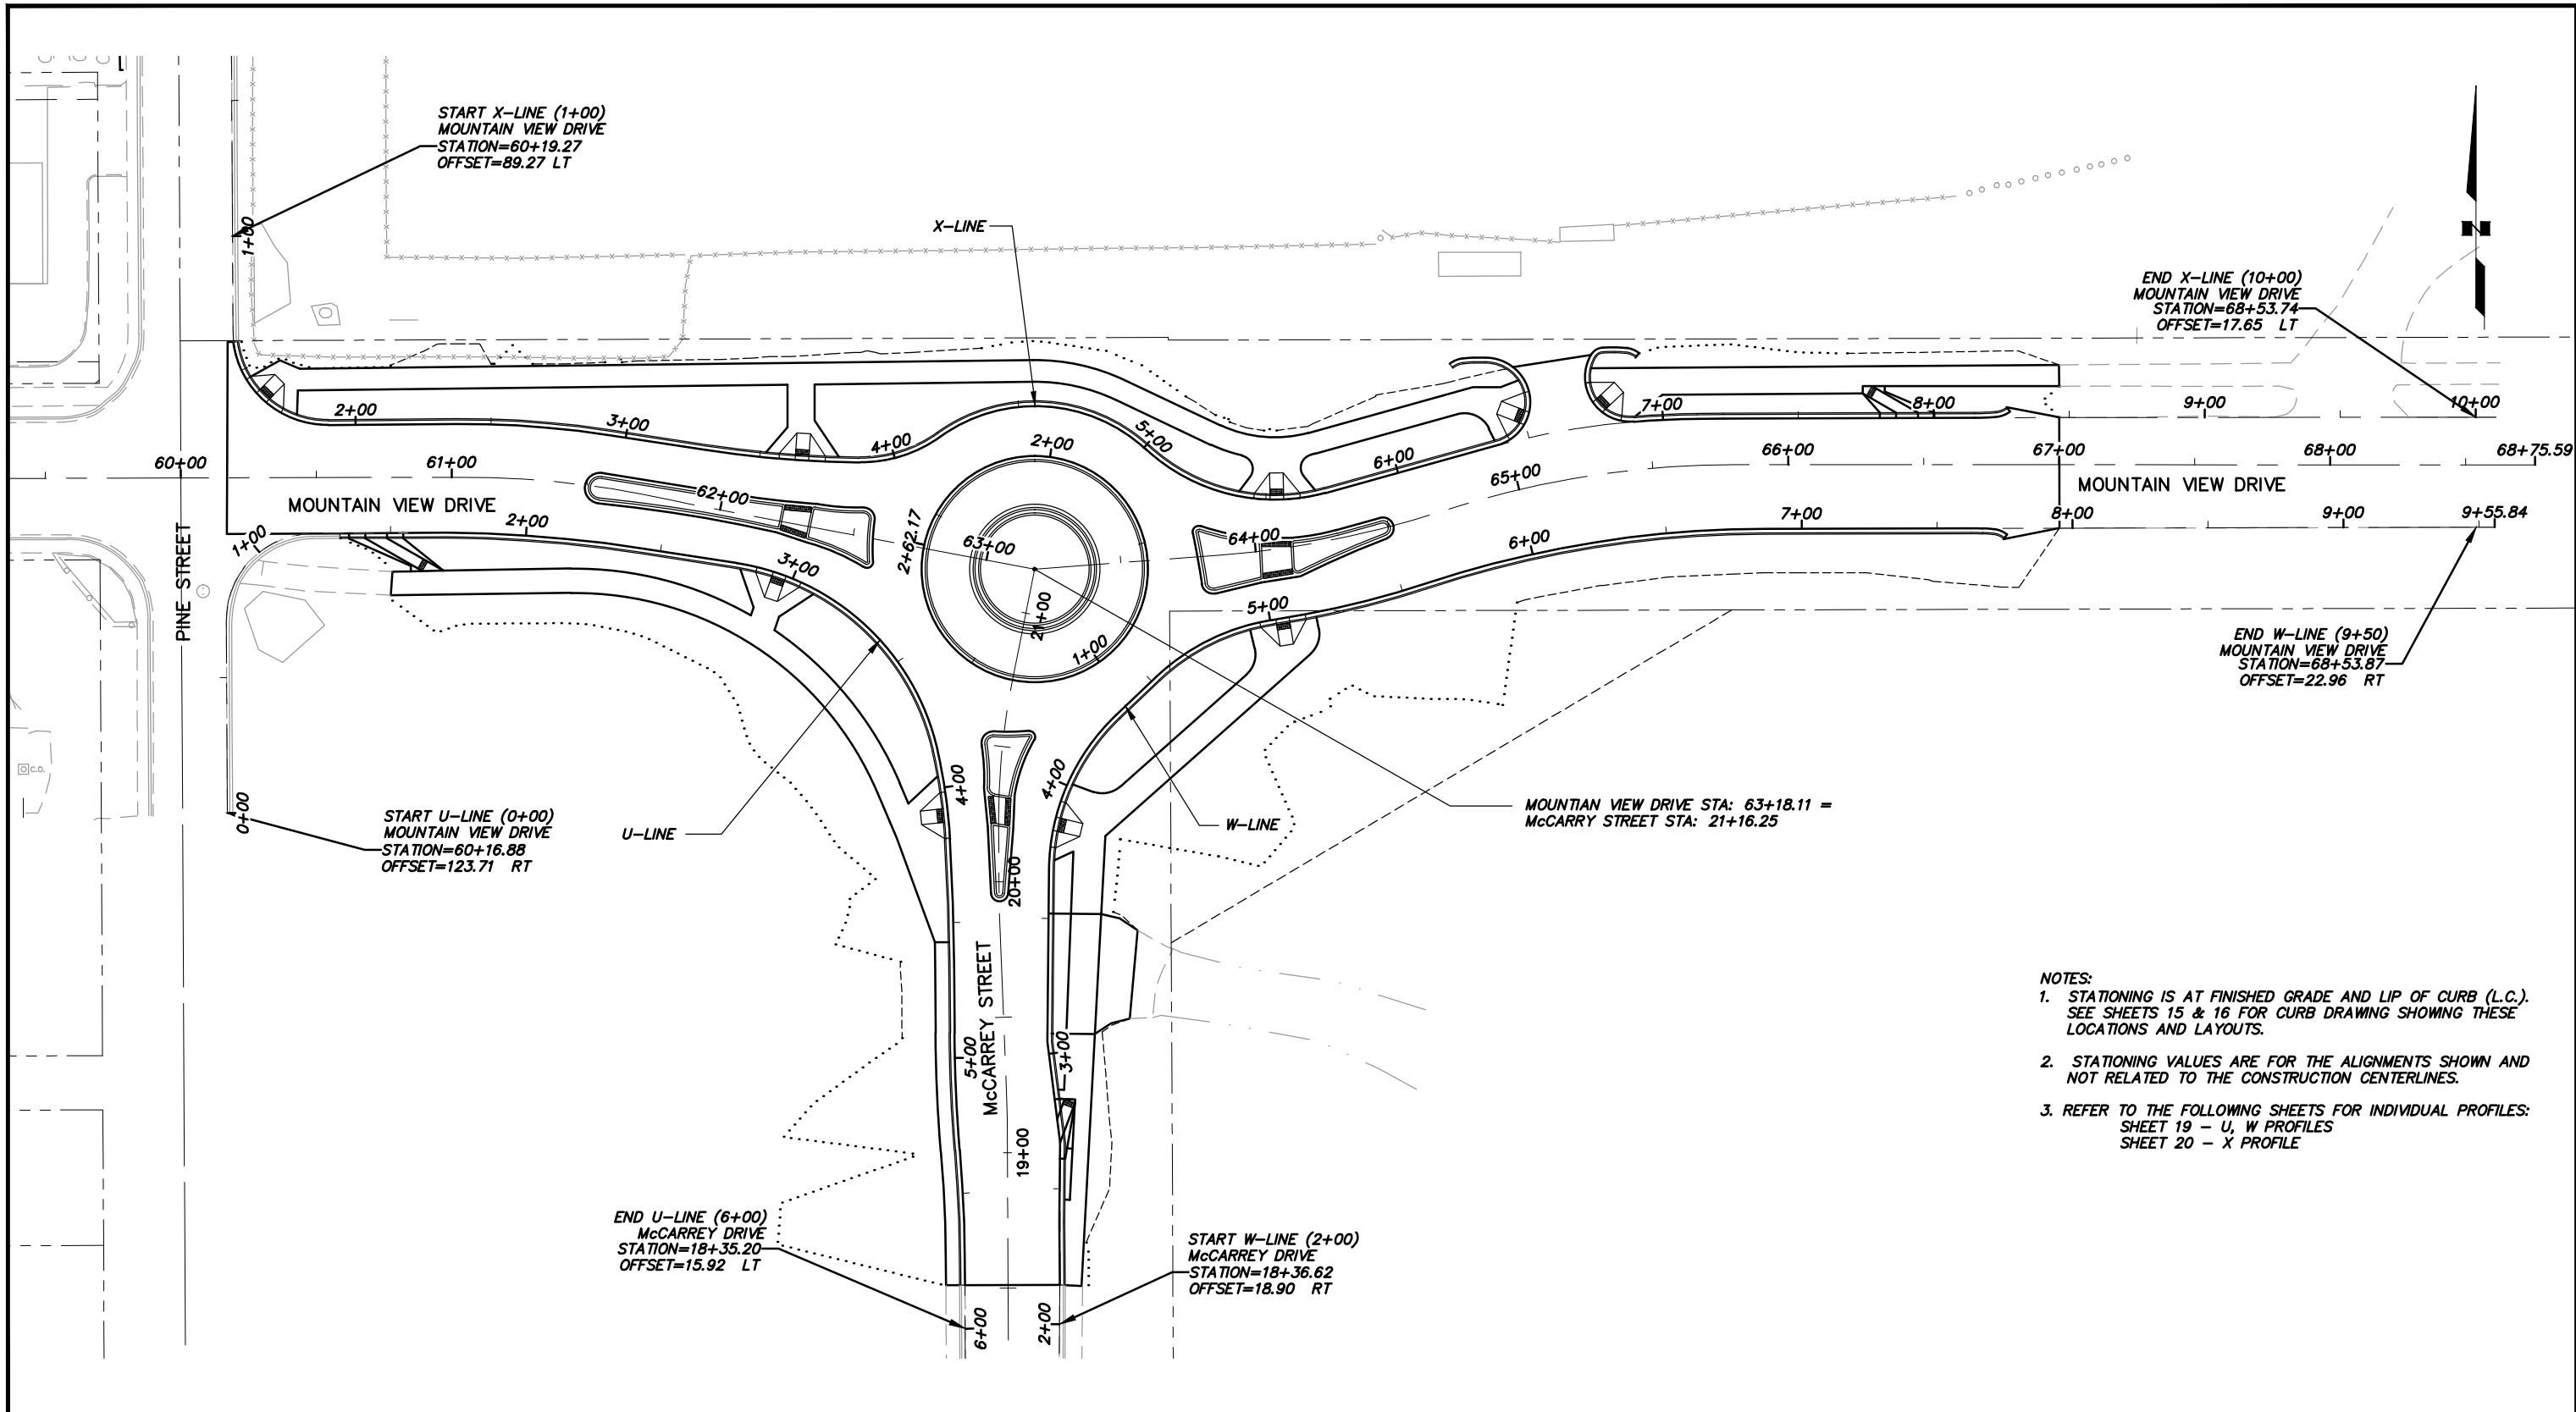 START X-LINE (1+00)
MOUNTAIN VIEW DRIVE
STATION=60+19.27
OFFSET=89.27 LT
1+00
X-LINE
END X-LINE (10+00)
MOUNTAIN VIEW DRIVE
STATION=68+53.74
OFFSET=17.65 LT
N
2+00
3+00
4+00
5+00
6+00
7+00
8+00
9+00
10+00
60+00
61+00
62+00
63+00
64+00
65+00
66+00
67+00
68+00
68+75.59
MOUNTAIN VIEW DRIVE
MOUNTAIN VIEW DRIVE
PINE STREET
1+00
2+00
3+00
2+62.17
2+00
1+00
21+00
5+00
6+00
7+00
8+00
9+00
9+55.84
END W-LINE (9+50)
MOUNTAIN VIEW DRIVE
STATION=68+53.87
OFFSET=22.96 RT
C.O.
0+00
START U-LINE (0+00)
MOUNTAIN VIEW DRIVE
STATION=60+16.88
OFFSET=123.71 RT
U-LINE
4+00
4+00
W-LINE
MOUNTIAN VIEW DRIVE STA: 63+18.11 =
McCARRY STREET STA: 21+16.25
20+00
McCARREY STREET
5+00
3+00
19+00
END U-LINE (6+00)
McCARREY DRIVE
STATION=18+35.20
OFFSET=15.92 LT
START W-LINE (2+00)
McCARREY DRIVE
STATION=18+36.62
OFFSET=18.90 RT
6+00
2+00
NOTES:
1. STATIONING IS AT FINISHED GRADE AND LIP OF CURB (L.C.).
SEE SHEETS 15 & 16 FOR CURB DRAWING SHOWING THESE
LOCATIONS AND LAYOUTS.
2. STATIONING VALUES ARE FOR THE ALIGNMENTS SHOWN AND
NOT RELATED TO THE CONSTRUCTION CENTERLINES.
3. REFER TO THE FOLLOWING SHEETS FOR INDIVIDUAL PROFILES:
SHEET 19 - U, W PROFILES
SHEET 20 - X PROFILE